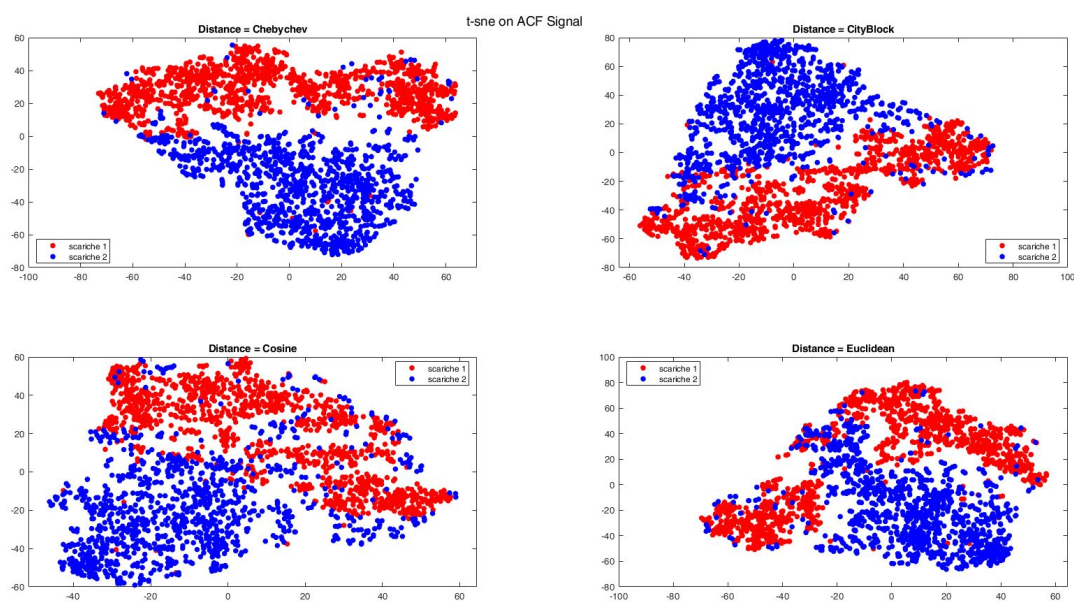 t-sne on ACF Signal
Distance = Chebychev
60
40
20
0
-20
-40
-60
-80
-100 -80 -60 -40 -20 0 20 40 60
scariche 1
scariche 2
Distance = CityBlock
80
60
40
20
0
-20
-40
-60
-80
-60 -40 -20 0 20 40 60 80 100
scariche 1
scariche 2
Distance = Cosine
60
40
20
0
-20
-40
-60
-40 -20 0 20 40 60
scariche 1
scariche 2
Distance = Euclidean
100
80
60
40
20
0
-20
-40
-60
-80
-100 -80 -60 -40 -20 0 20 40 60
scariche 1
scariche 2